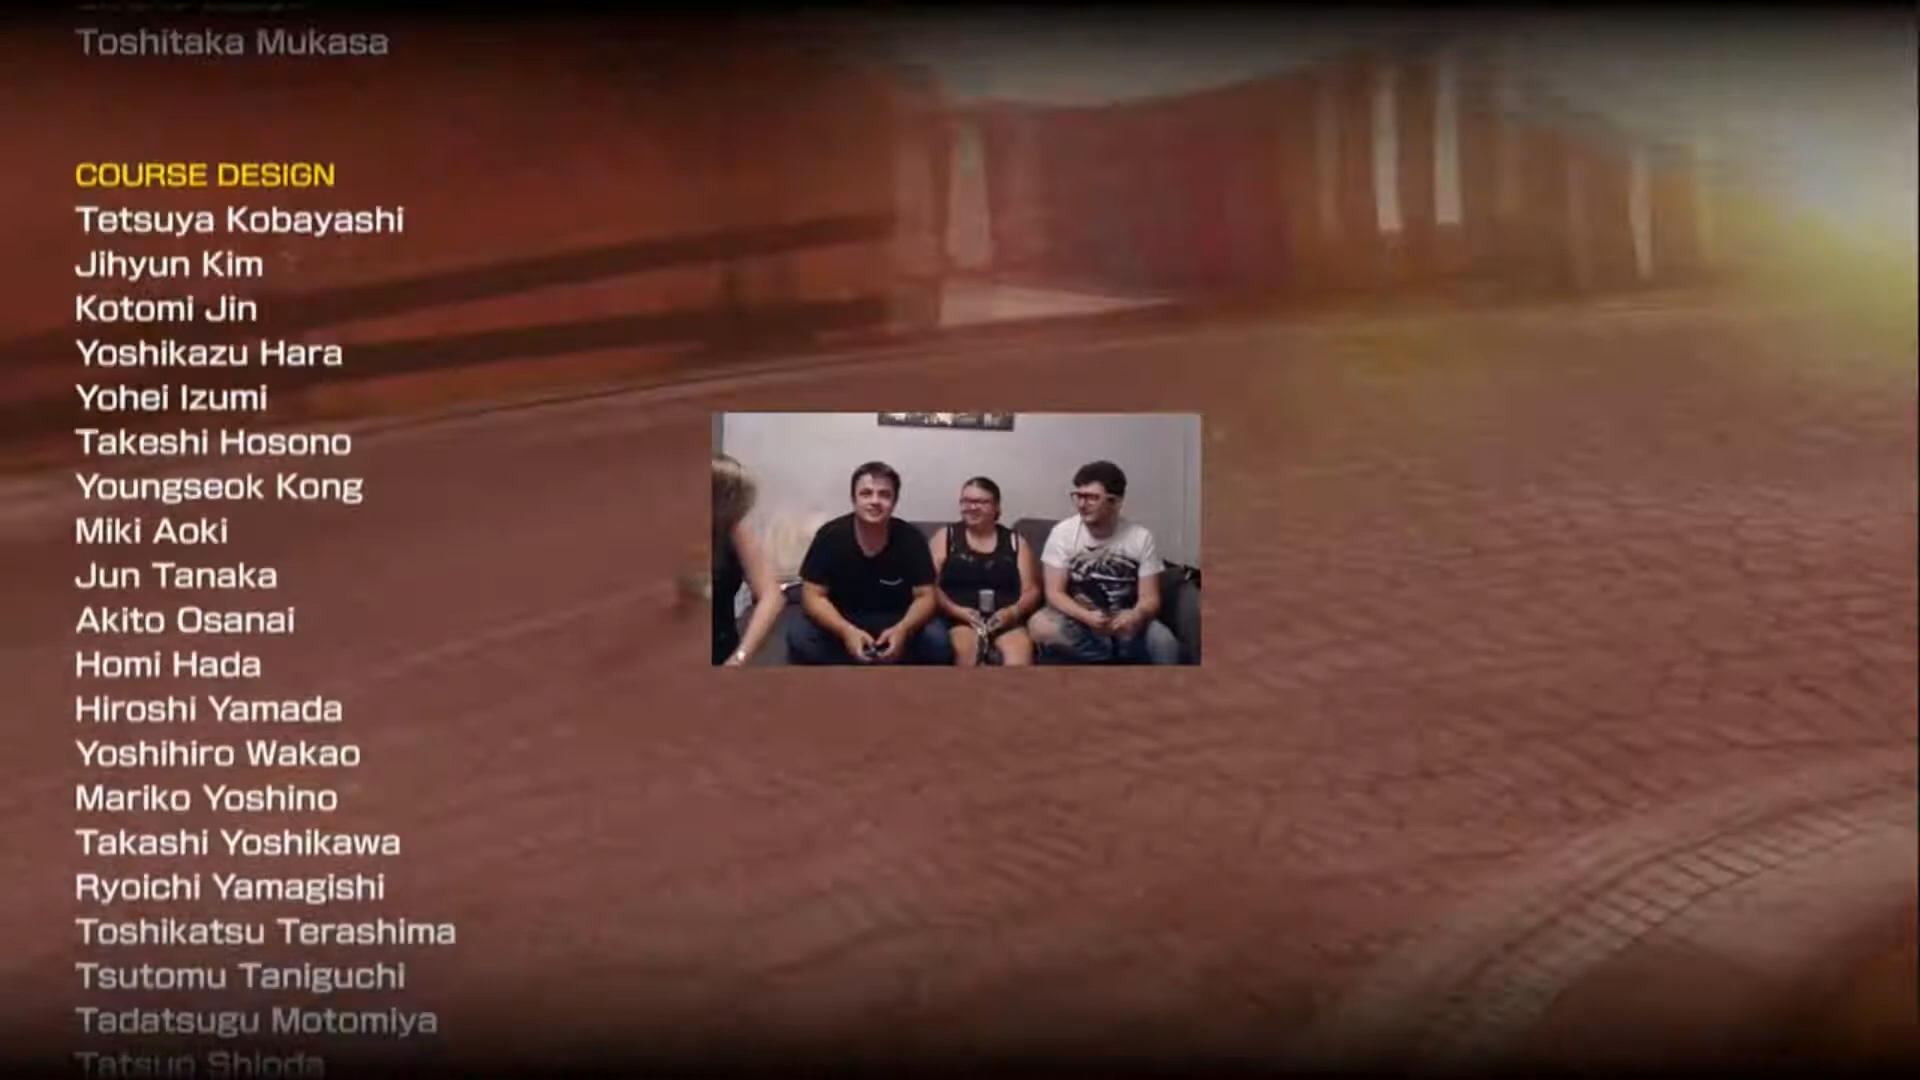 Toshitaka Mukasa
COURSE DESIGN
Tetsuya Kobayashi
Jihyun Kim
Kotomi Jin
Yoshikazu Hara
Yohei Izumi
Takeshi Hosono
Youngseok Kong
Miki Aoki
Jun Tanaka
Akito Osanai
Homi Hada
Hiroshi Yamada
Yoshihiro Wakao
Mariko Yoshino
Takashi Yoshikawa
Ryoichi Yamagishi
Toshikatsu Terashima
Tsutomu Taniguchi
Tadatsugu Motomiya
Tatsuo Shioda